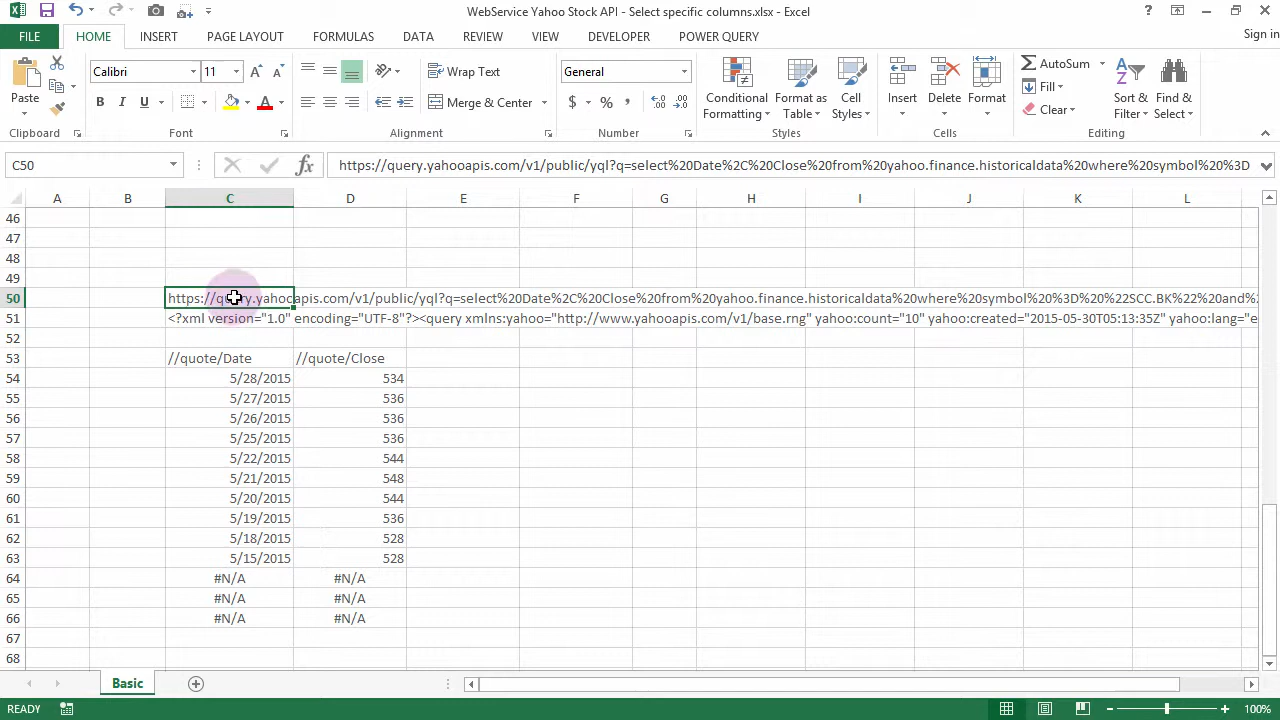 WebService Yahoo Stock API - Select specific columns.xlsx - Excel
FILE HOME INSERT PAGE LAYOUT FORMULAS DATA REVIEW VIEW DEVELOPER POWER QUERY Sign in
Calibri 11 Wrap Text General AutoSum
Paste Conditional Formatting Format as Table Cell Styles Insert Delete Format Fill Sort & Filter Find & Select
B I U A Merge & Center $ % , Clear
Clipboard Font Alignment Number Styles Cells Editing
C50 fx https://query.yahooapis.com/v1/public/yql?q=select%20Date%2C%20Close%20from%20yahoo.finance.historicaldata%20where%20symbol%20%3D
A B C D E F G H I J K L
46
47
48
49
50 https://query.yahooapis.com/v1/public/yql?q=select%20Date%2C%20Close%20from%20yahoo.finance.historicaldata%20where%20symbol%20%3D%20%22SCC.BK%22%20and%
51 <?xml version="1.0" encoding="UTF-8"?><query xmlns:yahoo="http://www.yahooapis.com/v1/base.rng" yahoo:count="10" yahoo:created="2015-05-30T05:13:35Z" yahoo:lang="e
52
53 //quote/Date //quote/Close
54 5/28/2015 534
55 5/27/2015 536
56 5/26/2015 536
57 5/25/2015 536
58 5/22/2015 544
59 5/21/2015 548
60 5/20/2015 544
61 5/19/2015 536
62 5/18/2015 528
63 5/15/2015 528
64 #N/A #N/A
65 #N/A #N/A
66 #N/A #N/A
67
68
Basic
READY 100%